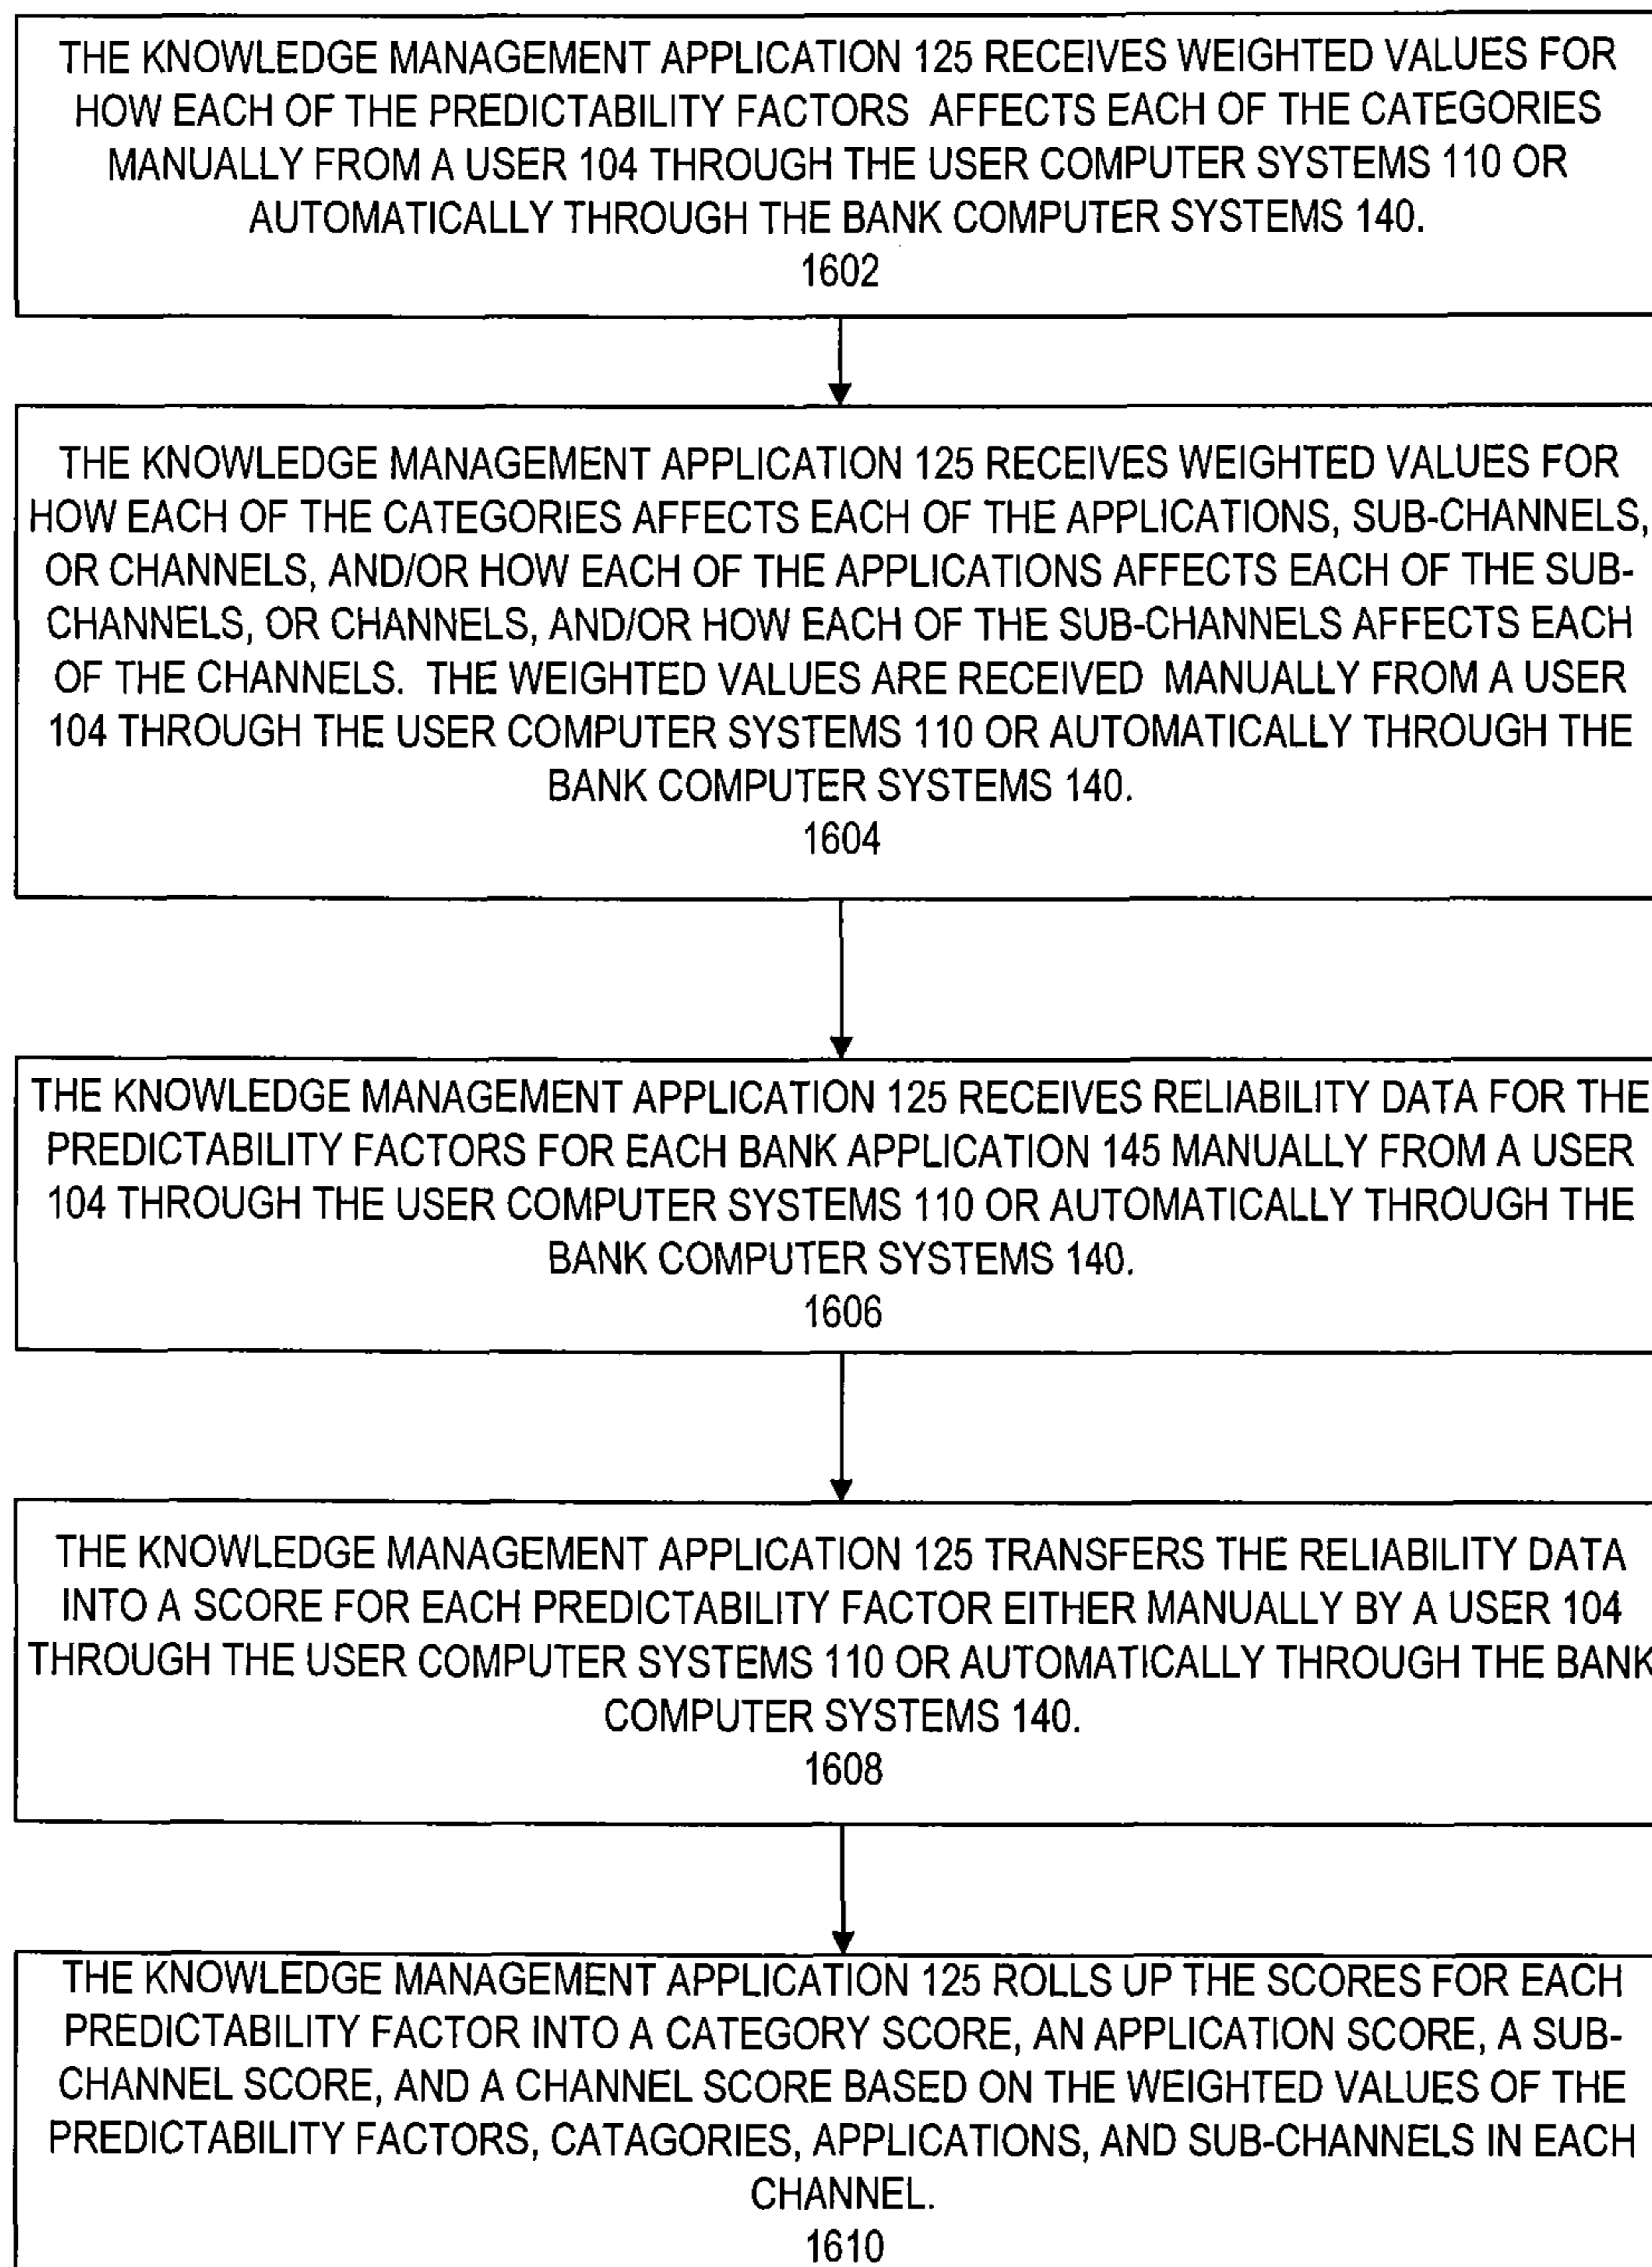 THE KNOWLEDGE MANAGEMENT APPLICATION 125 RECEIVES WEIGHTED VALUES FOR
HOW EACH OF THE PREDICTABILITY FACTORS AFFECTS EACH OF THE CATEGORIES
MANUALLY FROM A USER 104 THROUGH THE USER COMPUTER SYSTEMS 110 OR
AUTOMATICALLY THROUGH THE BANK COMPUTER SYSTEMS 140.
1602
THE KNOWLEDGE MANAGEMENT APPLICATION 125 RECEIVES WEIGHTED VALUES FOR
HOW EACH OF THE CATEGORIES AFFECTS EACH OF THE APPLICATIONS, SUB-CHANNELS,
OR CHANNELS, AND/OR HOW EACH OF THE APPLICATIONS AFFECTS EACH OF THE SUB-
CHANNELS, OR CHANNELS, AND/OR HOW EACH OF THE SUB-CHANNELS AFFECTS EACH
OF THE CHANNELS. THE WEIGHTED VALUES ARE RECEIVED MANUALLY FROM A USER
104 THROUGH THE USER COMPUTER SYSTEMS 110 OR AUTOMATICALLY THROUGH THE
BANK COMPUTER SYSTEMS 140.
1604
THE KNOWLEDGE MANAGEMENT APPLICATION 125 RECEIVES RELIABILITY DATA FOR THE
PREDICTABILITY FACTORS FOR EACH BANK APPLICATION 145 MANUALLY FROM A USER
104 THROUGH THE USER COMPUTER SYSTEMS 110 OR AUTOMATICALLY THROUGH THE
BANK COMPUTER SYSTEMS 140.
1606
THE KNOWLEDGE MANAGEMENT APPLICATION 125 TRANSFERS THE RELIABILITY DATA
INTO A SCORE FOR EACH PREDICTABILITY FACTOR EITHER MANUALLY BY A USER 104
THROUGH THE USER COMPUTER SYSTEMS 110 OR AUTOMATICALLY THROUGH THE BANK
COMPUTER SYSTEMS 140.
1608
THE KNOWLEDGE MANAGEMENT APPLICATION 125 ROLLS UP THE SCORES FOR EACH
PREDICTABILITY FACTOR INTO A CATEGORY SCORE, AN APPLICATION SCORE, A SUB-
CHANNEL SCORE, AND A CHANNEL SCORE BASED ON THE WEIGHTED VALUES OF THE
PREDICTABILITY FACTORS, CATAGORIES, APPLICATIONS, AND SUB-CHANNELS IN EACH
CHANNEL.
1610